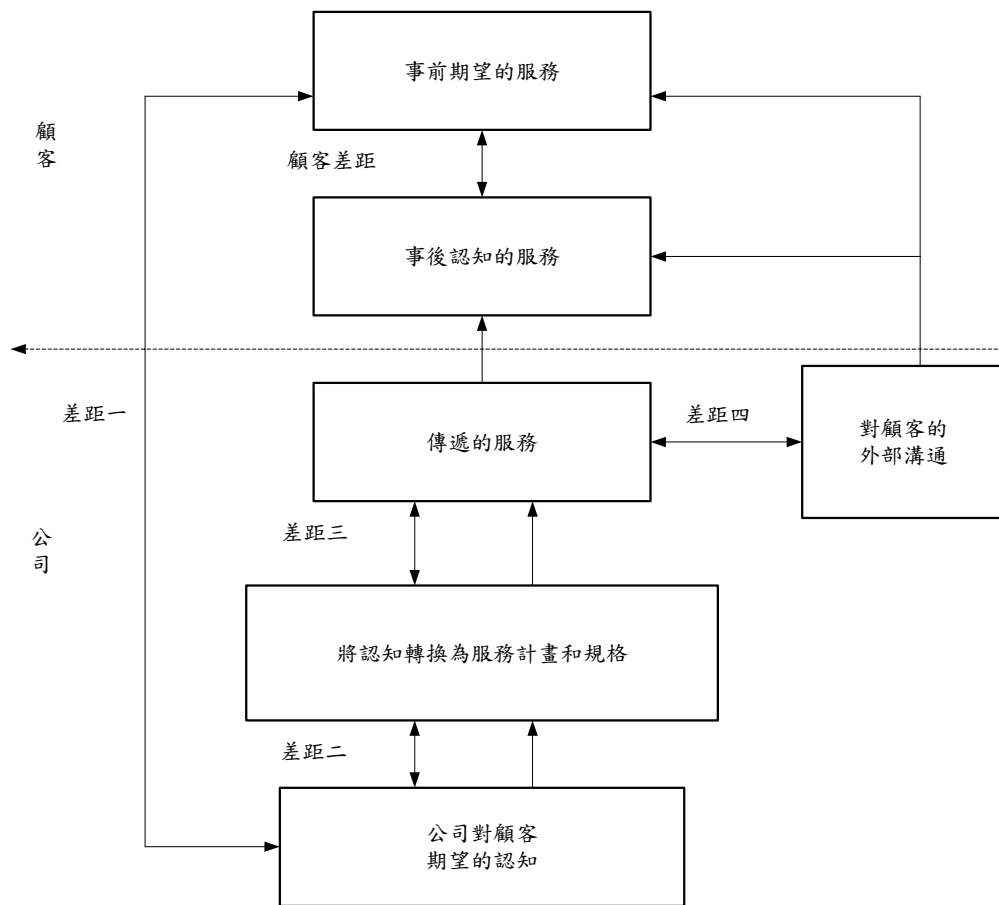 事前期望的服務
顧
客
顧客差距
事後認知的服務
差距一
傳遞的服務
差距四
對顧客的
外部溝通
公
司
差距三
將認知轉換為服務計畫和規格
差距二
公司對顧客
期望的認知